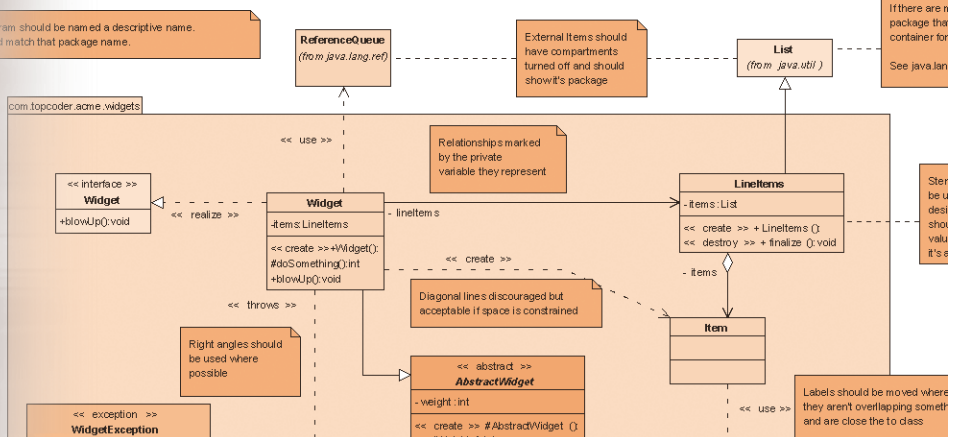 am should be named a descriptive name.
match that package name.
ReferenceQueue
(from java.lang.ref)
External Items should
have compartments
turned off and should
show it's package
List
(from java.util )
If there are
package tha
container for
See java.lan
com.topcoder.acme.widgets
<< use >>
Relationships marked
by the private
variable they represent
<< interface >>
Widget
+blowUp():void
<< realize >>
Widget
-items:LineItems
<< create >>+Widget():
#doSomething():int
+blowUp():void
- lineItems
LineItems
-items : List
<< create >> + LineItems ():
<< destroy >> + finalize ():void
Ster
be u
desi
shou
valu
it's a
<< create >>
- items
<< throws >>
Diagonal lines discouraged but
acceptable if space is constrained
Item
Right angles should
be used where
possible
<< abstract >>
AbstractWidget
- weight : int
<< create >> # AbstractWidget ():
<< exception >>
WidgetException
<< use >>
Labels should be moved where
they aren't overllapping someth
and are close the to class